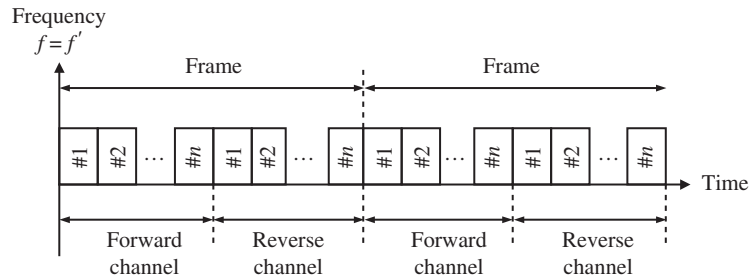 Frequency
f = f′
Frame Frame
#1 #2 … #n #1 #2 … #n #1 #2 … #n #1 #2 … #n
Time
Forward channel
Reverse channel
Forward channel
Reverse channel